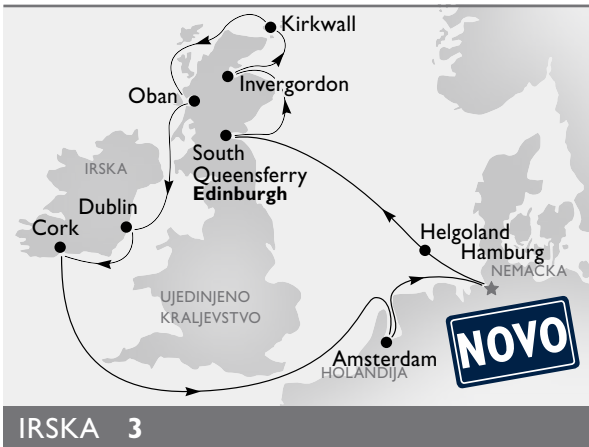 Kirkwall
Invergordon
Oban
South
Queensferry
Edinburgh
IRSKA
Dublin
Cork
Helgoland
Hamburg
NEMAČKA
UJEDINJENO
KRALJEVSTVO
NOVO
Amsterdam
HOLANDIJA
IRSKA 3